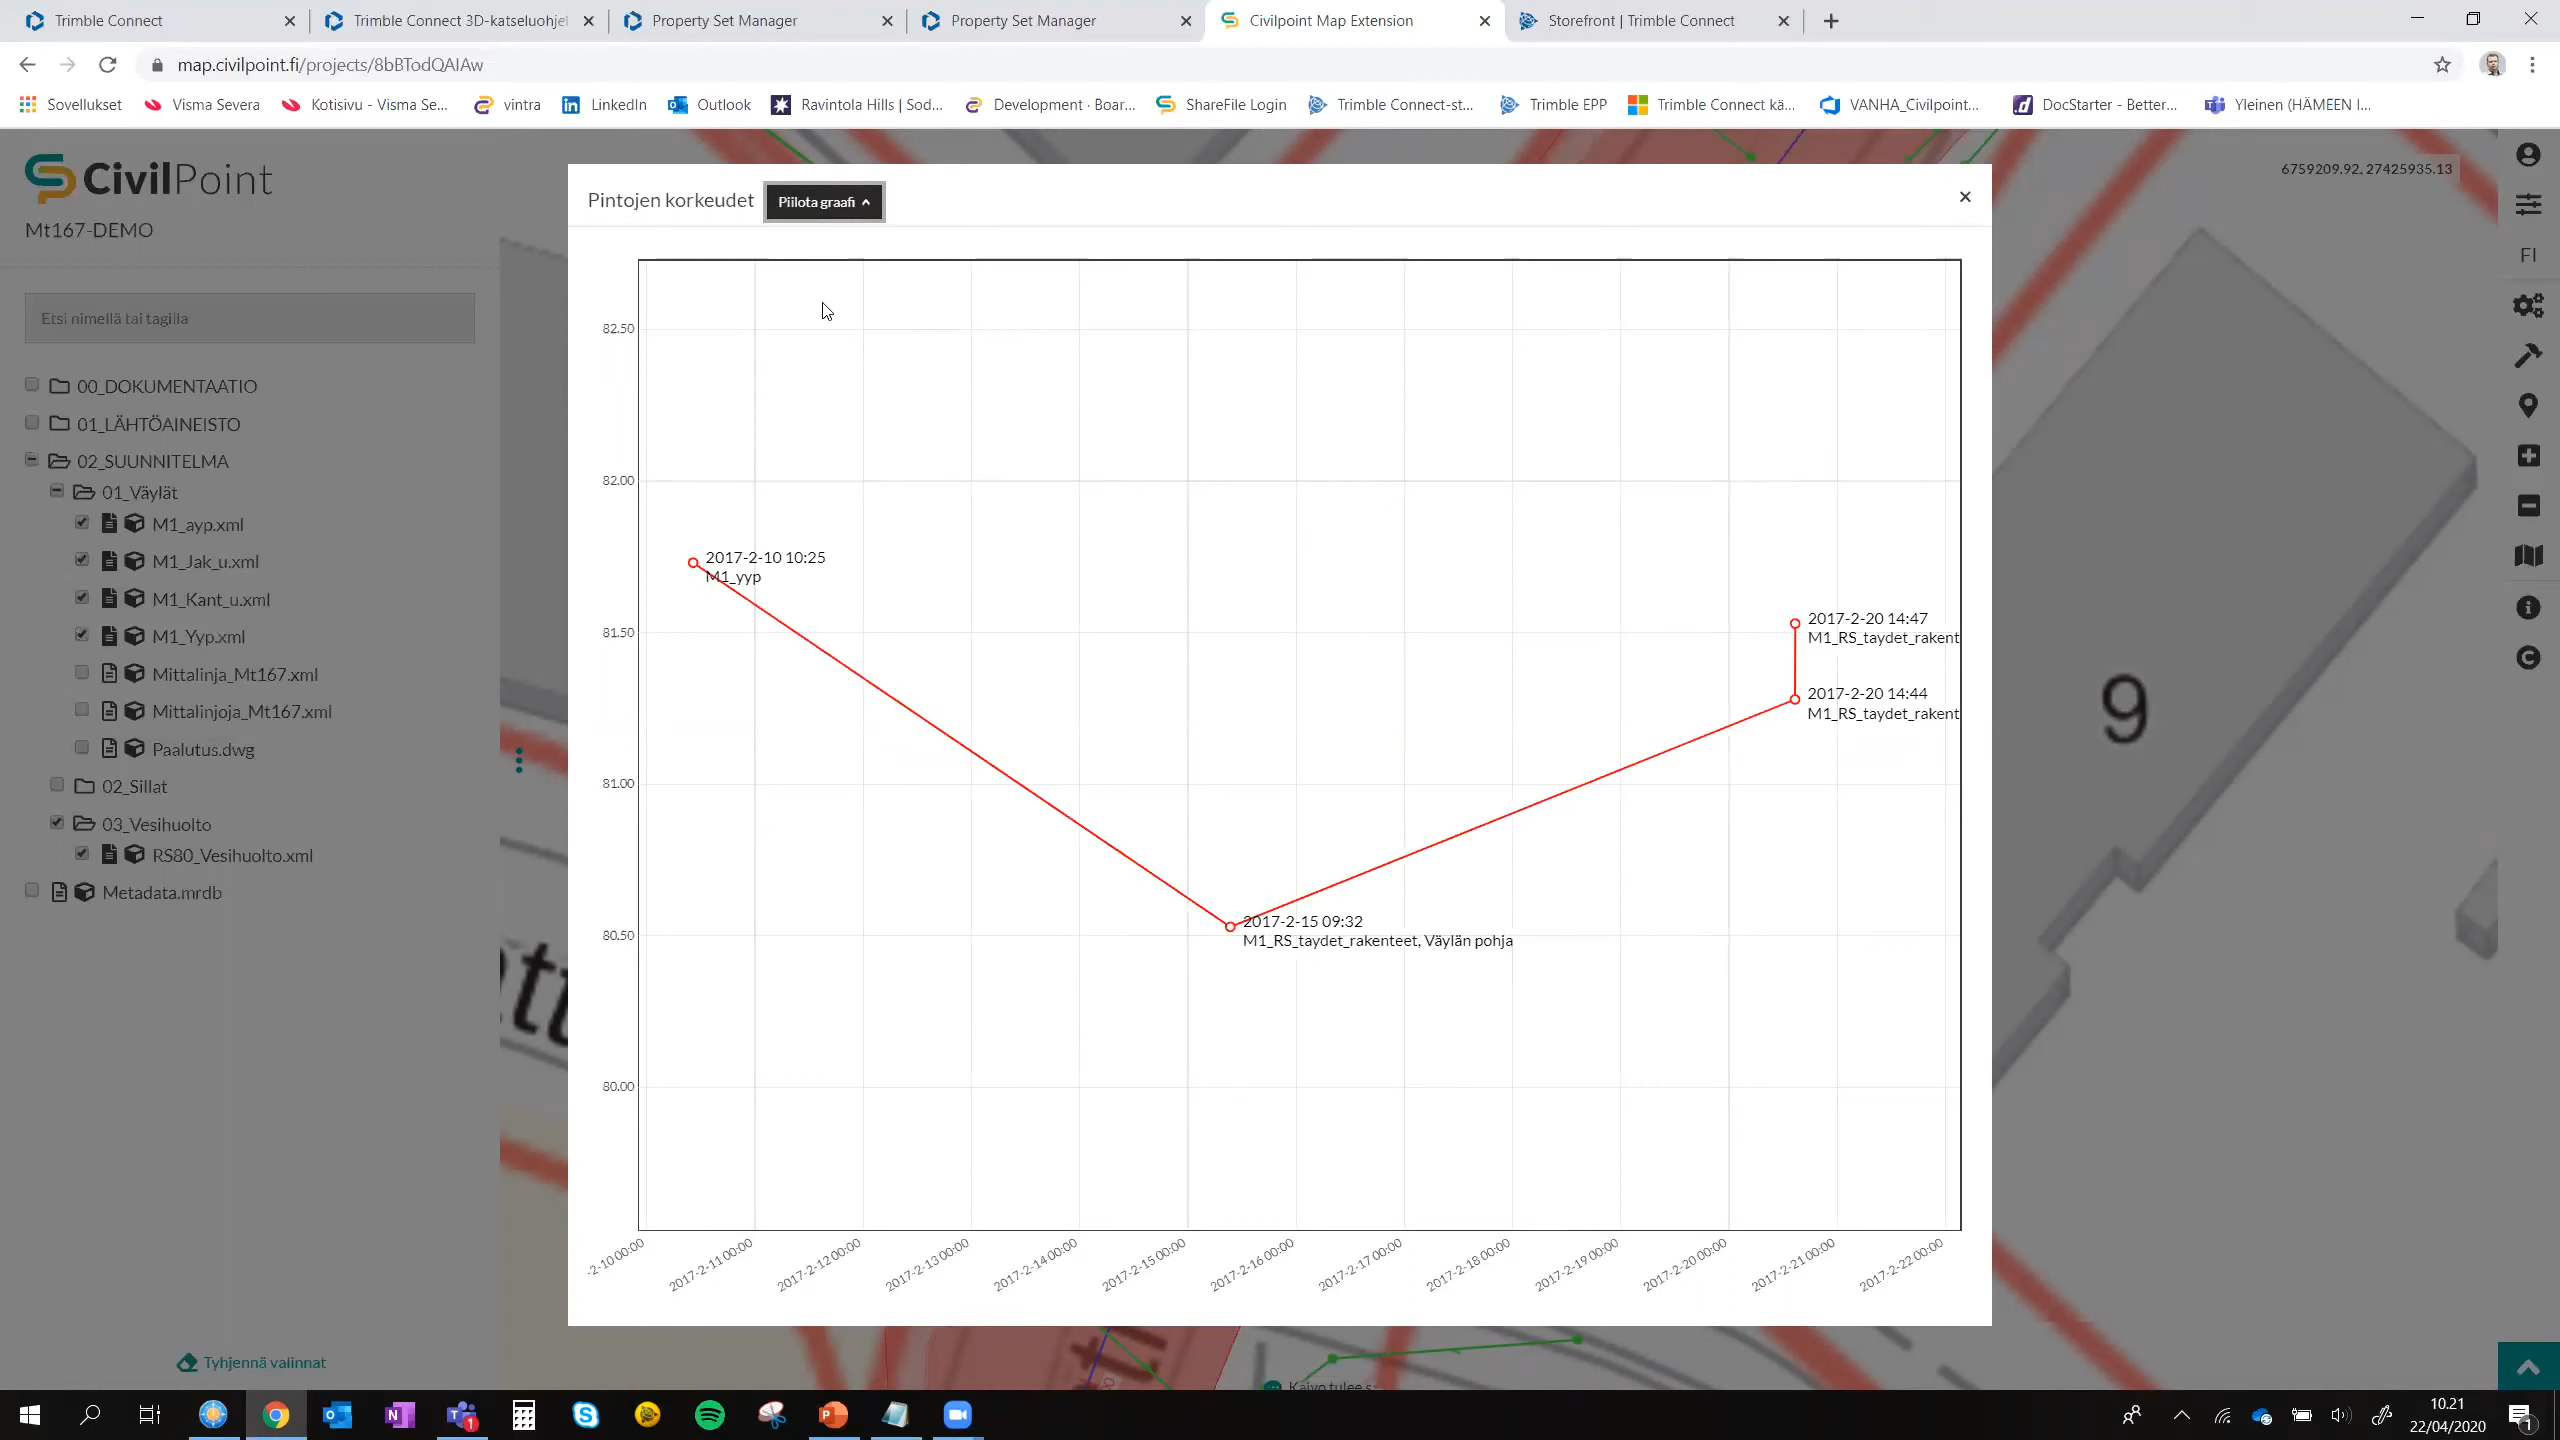 Trimble Connect
Trimble Connect 3D-katseluohjel
Property Set Manager
Property Set Manager
Civilpoint Map Extension
Storefront | Trimble Connect
map.civilpoint.fi/projects/8bBTodQAIAw
Sovellukset
Visma Severa
Kotisivu - Visma Se...
vintra
LinkedIn
Outlook
Ravintola Hills | Sod...
Development · Boar...
ShareFile Login
Trimble Connect-st...
Trimble EPP
Trimble Connect kä...
VANHA_Civilpoint...
DocStarter - Better...
Yleinen (HÄMEEN I...
CivilPoint
Mt167-DEMO
Etsi nimellä tai tagilla
00_DOKUMENTAATIO
01_LÄHTÖAINEISTO
02_SUUNNITELMA
01_Väylät
M1_ayp.xml
M1_Jak_u.xml
M1_Kant_u.xml
M1_Yyp.xml
Mittalinja_Mt167.xml
Mittalinjoja_Mt167.xml
Paalutus.dwg
02_Sillat
03_Vesihuolto
RS80_Vesihuolto.xml
Metadata.mrdb
Tyhjennä valinnat
Pintojen korkeudet
Piilota graafi
82.50
82.00
81.50
81.00
80.50
80.00
2017-2-10 10:25
M1_yyp
2017-2-20 14:47
M1_RS_taydet_rakent
2017-2-20 14:44
M1_RS_taydet_rakent
2017-2-15 09:32
M1_RS_taydet_rakenteet, Väylän pohja
-2-10 00:00
2017-2-11 00:00
2017-2-12 00:00
2017-2-13 00:00
2017-2-14 00:00
2017-2-15 00:00
2017-2-16 00:00
2017-2-17 00:00
2017-2-18 00:00
2017-2-19 00:00
2017-2-20 00:00
2017-2-21 00:00
2017-2-22 00:00
6759209.92, 27425935.13
FI
9
10.21
22/04/2020